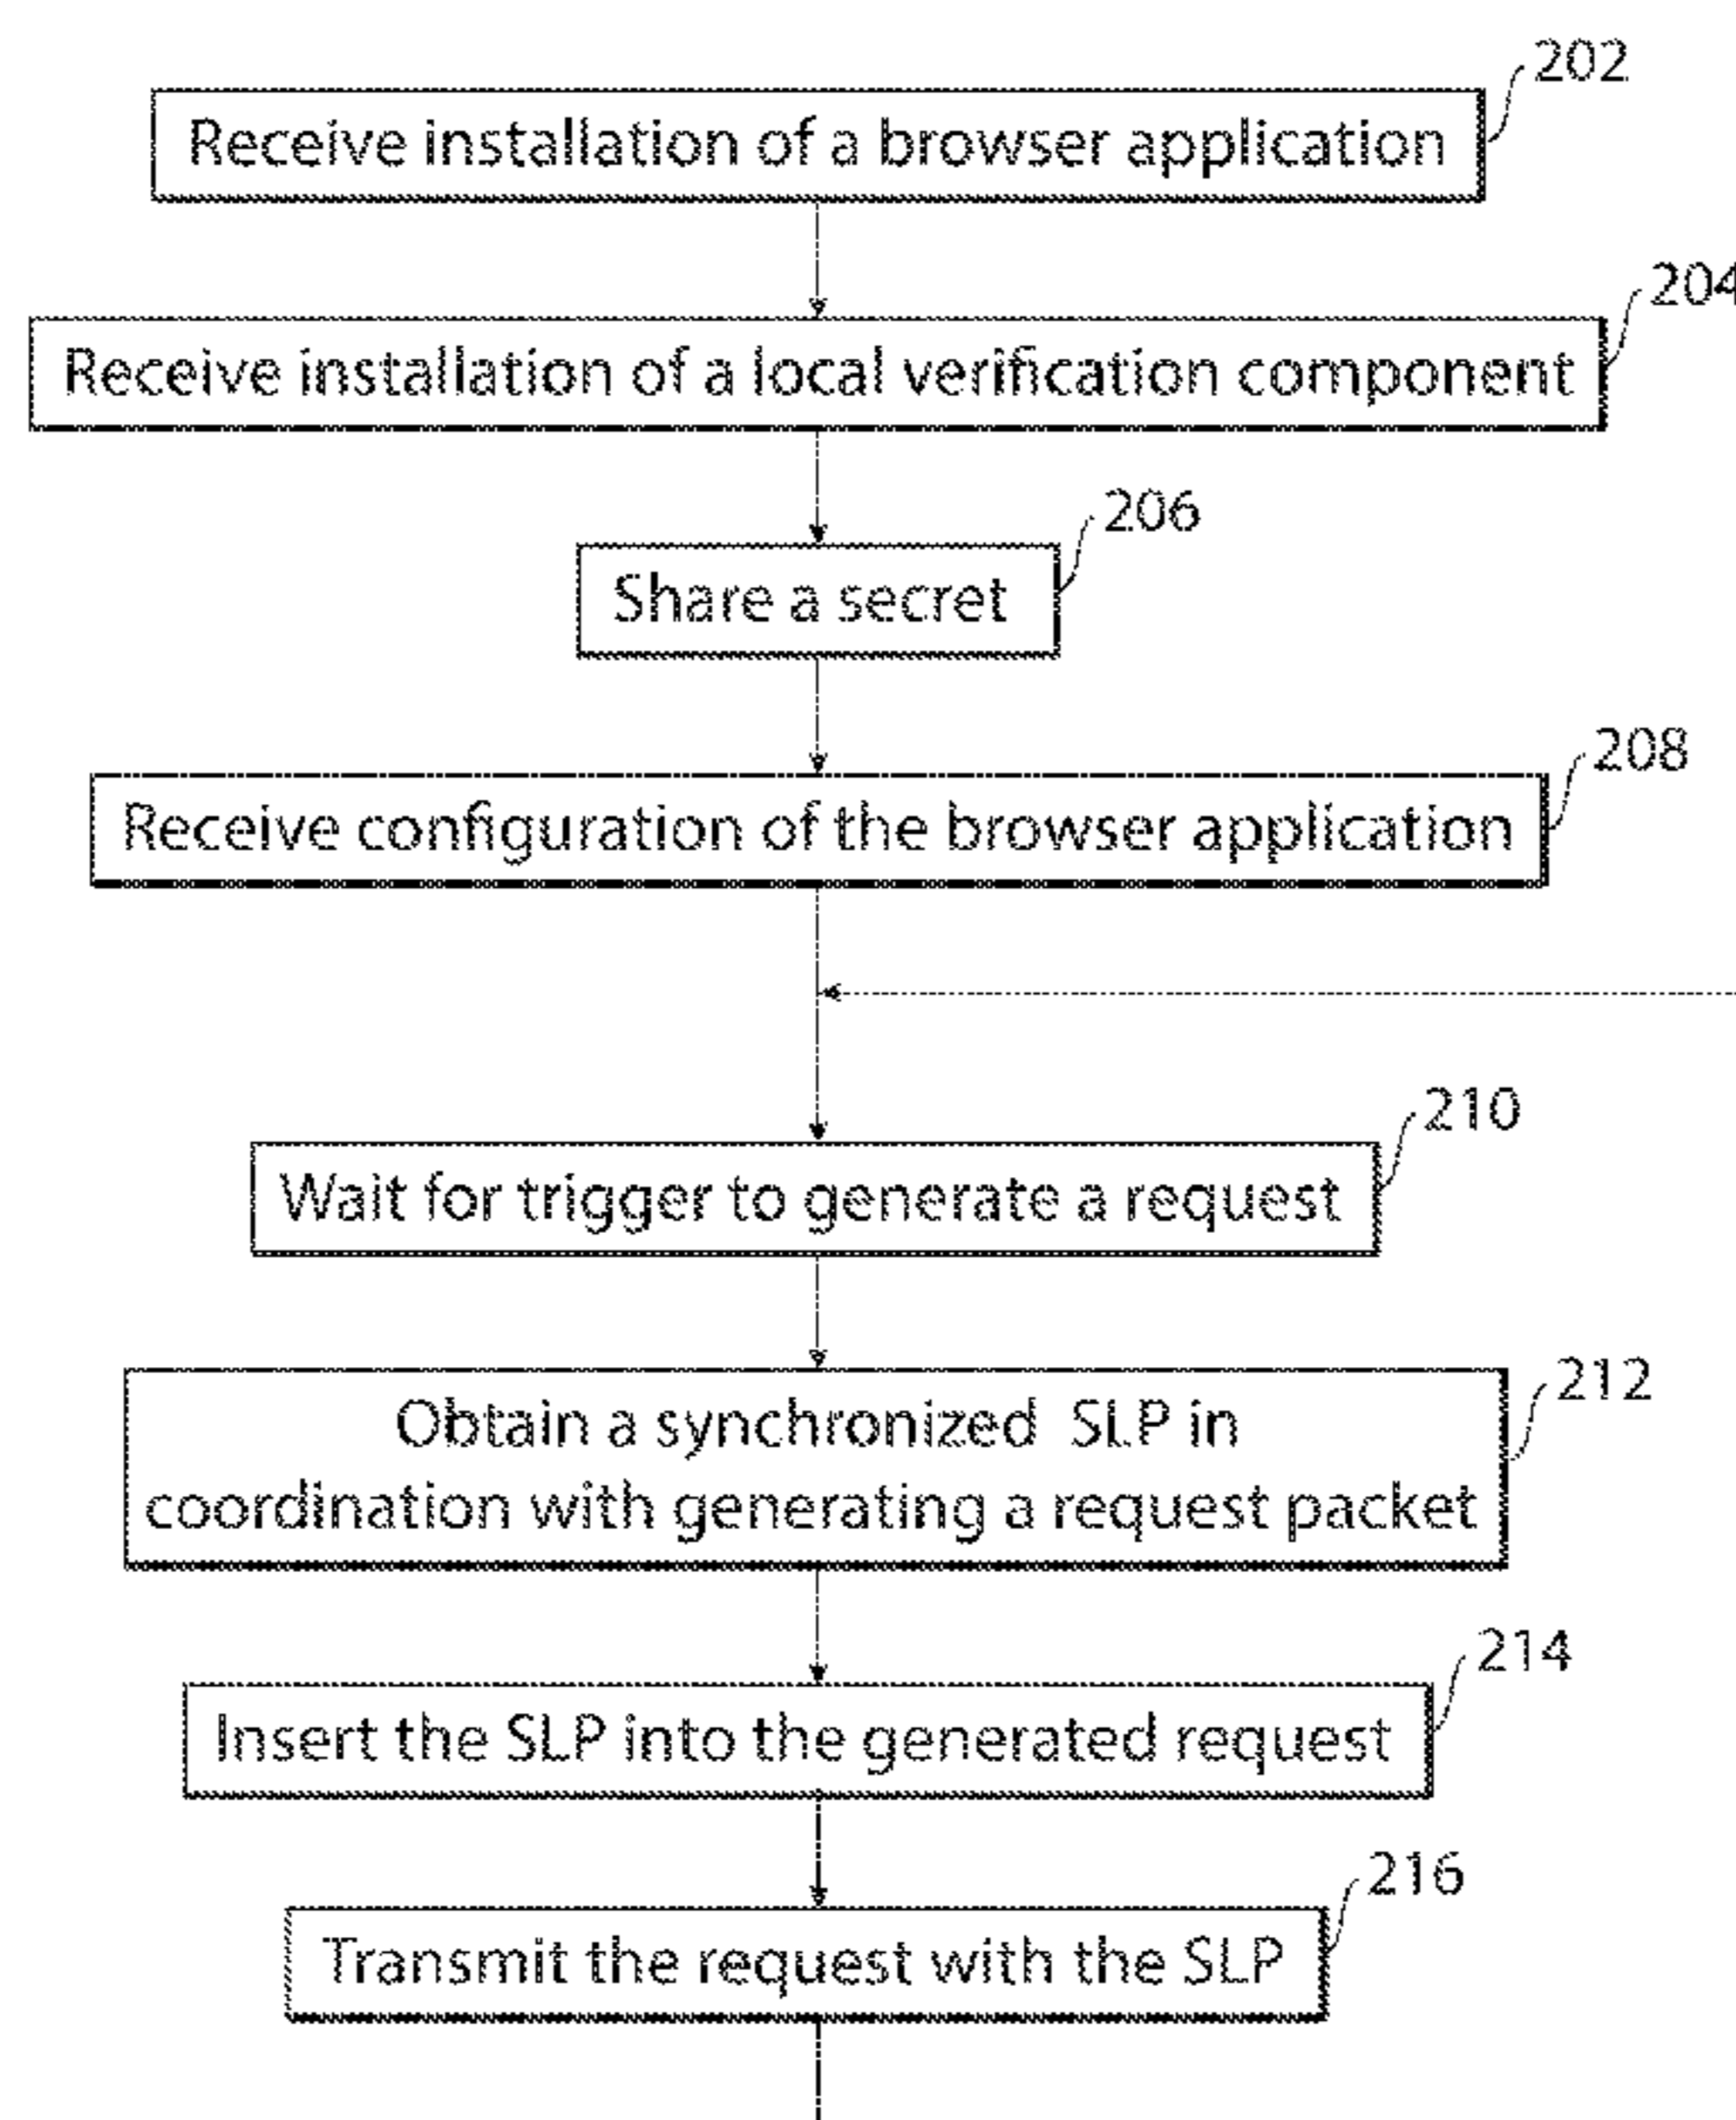 202
Receive installation of a browser application
204
Receive installation of a local verification component
206
Share a secret
208
Receive configuration of the browser application
210
Wait for trigger to generate a request
212
Obtain a synchronized SLP in
coordination with generating a request packet
214
Insert the SLP into the generated request
216
Transmit the request with the SLP